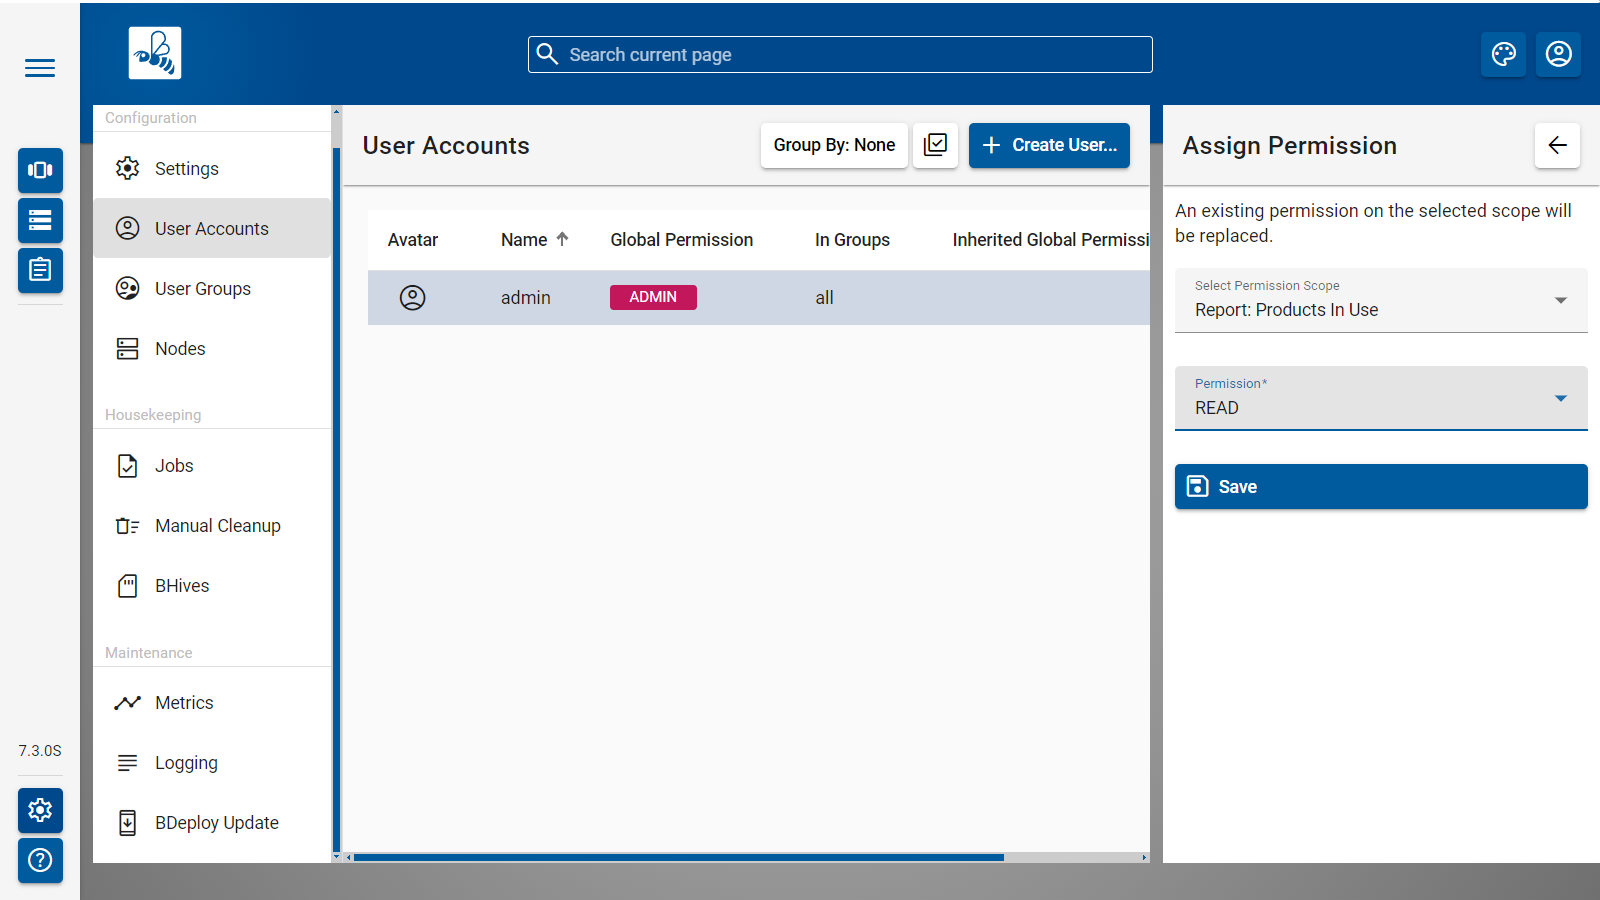 Search current page
Configuration
Settings
User Accounts
User Groups
Nodes
Housekeeping
Jobs
Manual Cleanup
BHives
Maintenance
Metrics
Logging
BDeploy Update
7.3.0S
User Accounts
Group By: None
Create User...
Avatar
Name
Global Permission
In Groups
Inherited Global Permissi
admin
ADMIN
all
Assign Permission
An existing permission on the selected scope will
be replaced.
Select Permission Scope
Report: Products In Use
Permission*
READ
Save